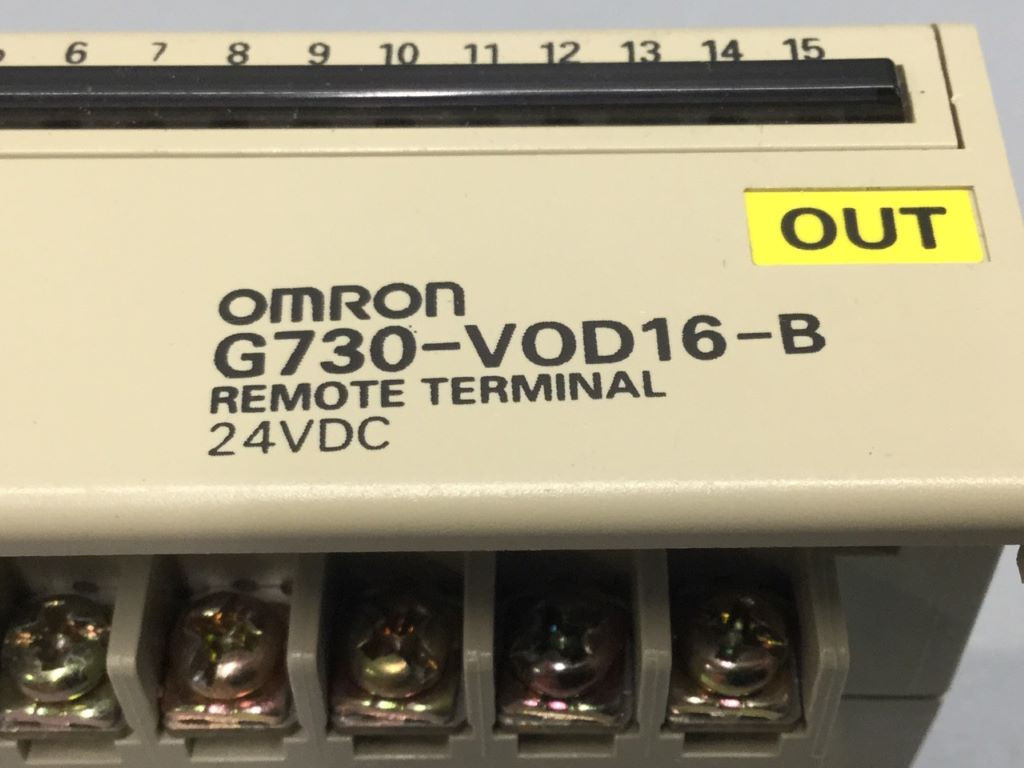 6 7 8 9 10 11 12 13 14 15
OUT
OMRON
G730-VOD16-B
REMOTE TERMINAL
24VDC